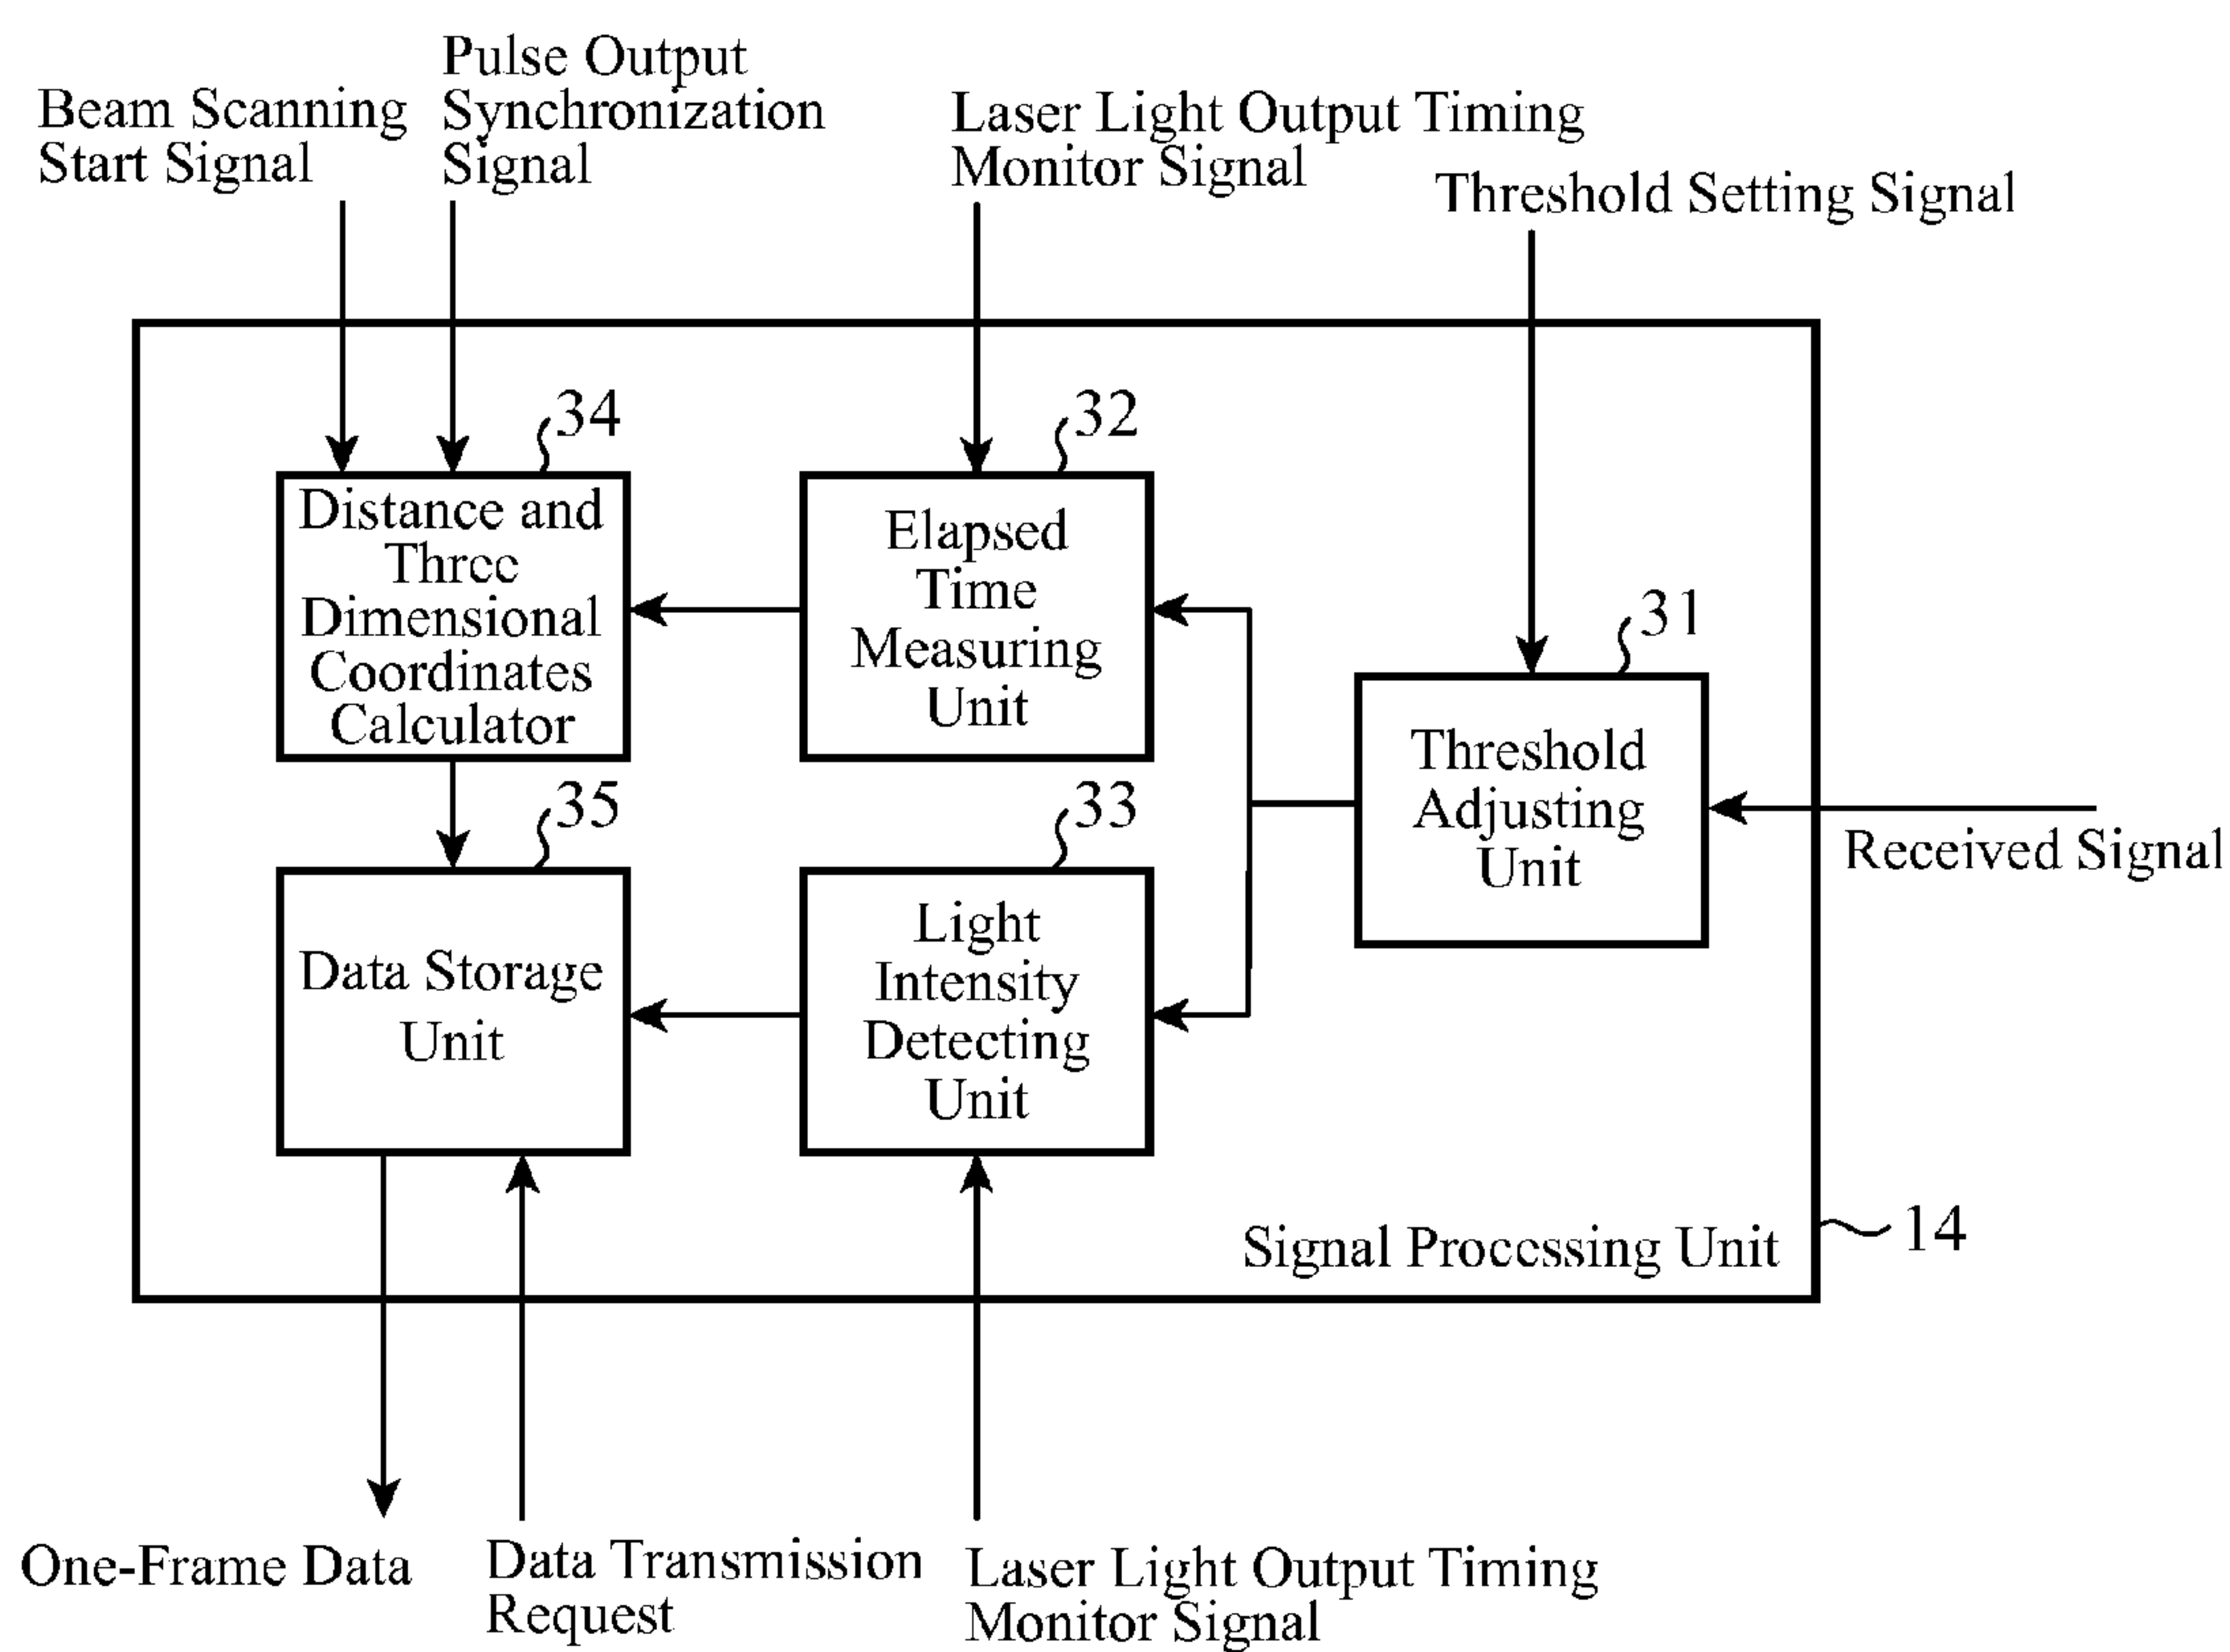 Beam Scanning
Start Signal
Pulse Output
Synchronization
Signal
Laser Light Output Timing
Monitor Signal
Threshold Setting Signal
34
Distance and
Three
Dimensional
Coordinates
Calculator
32
Elapsed
Time
Measuring
Unit
31
Threshold
Adjusting
Unit
Received Signal
35
Data Storage
Unit
33
Light
Intensity
Detecting
Unit
Signal Processing Unit
14
One-Frame Data
Data Transmission
Request
Laser Light Output Timing
Monitor Signal